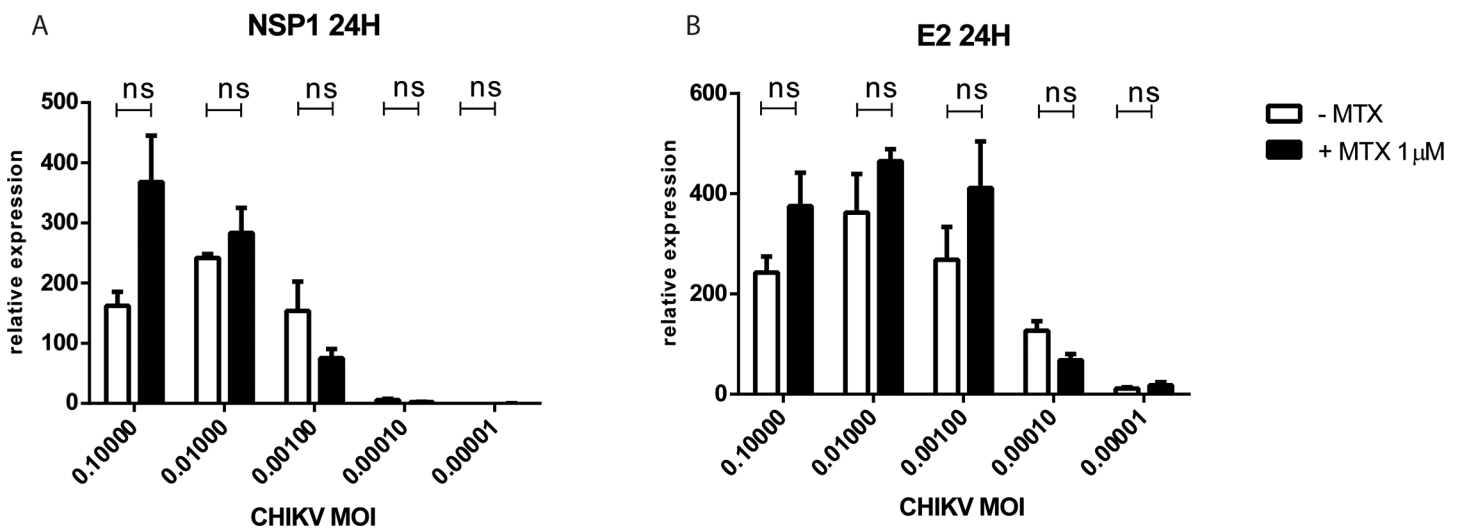 A
NSP1 24H
ns ns ns ns ns
500
400
300
200
100
0
relative expression
0.10000 0.01000 0.00100 0.00010 0.00001
CHIKV MOI
B
E2 24H
ns ns ns ns ns
600
400
200
0
relative expression
0.10000 0.01000 0.00100 0.00010 0.00001
CHIKV MOI
- MTX
+ MTX 1µM